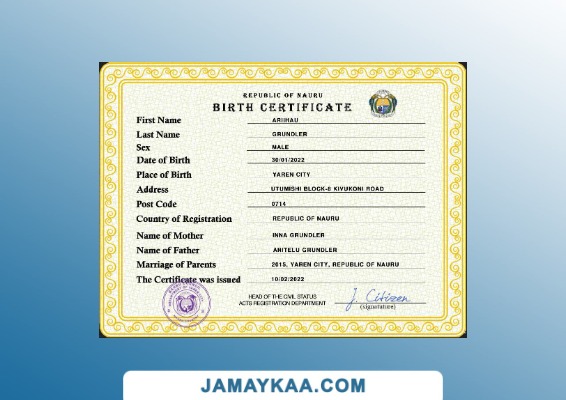 REPUBLIC OF NAURU
BIRTH CERTIFICATE
First Name ARIIHAU
Last Name GRUNDLER
Sex MALE
Date of Birth 30/01/2022
Place of Birth YAREN CITY
Address UTUMISHI BLOCK-6 KIVUKONI ROAD
Post Code 0714
Country of Registration REPUBLIC OF NAURU
Name of Mother INNA GRUNDLER
Name of Father ARITELU GRUNDLER
Marriage of Parents 2015, YAREN CITY, REPUBLIC OF NAURU
The Certificate was issued 10/02/2022
HEAD OF THE CIVIL STATUS
ACTS REGISTRATION DEPARTMENT
J. Citizen
(signature)
JAMAYKAA.COM